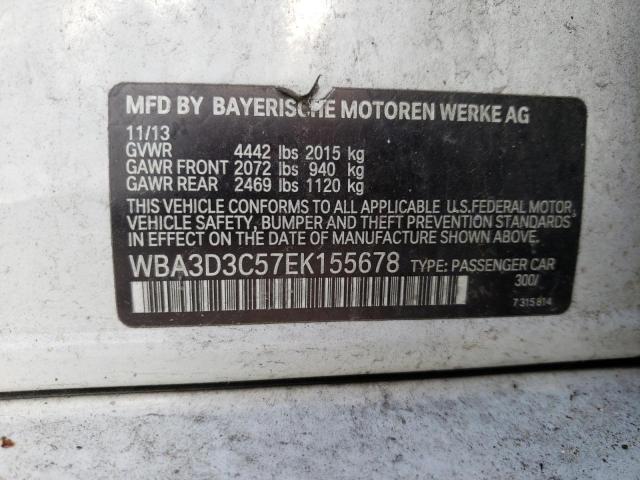 MFD BY BAYERISCHE MOTOREN WERKE AG
11/13
GVWR 4442 lbs 2015 kg
GAWR FRONT 2072 lbs 940 kg
GAWR REAR 2469 lbs 1120 kg
THIS VEHICLE CONFORMS TO ALL APPLICABLE U.S.FEDERAL MOTOR
VEHICLE SAFETY, BUMPER AND THEFT PREVENTION STANDARDS
IN EFFECT ON THE DATE OF MANUFACTURE SHOWN ABOVE.
WBA3D3C57EK155678 TYPE: PASSENGER CAR
300/
7315814